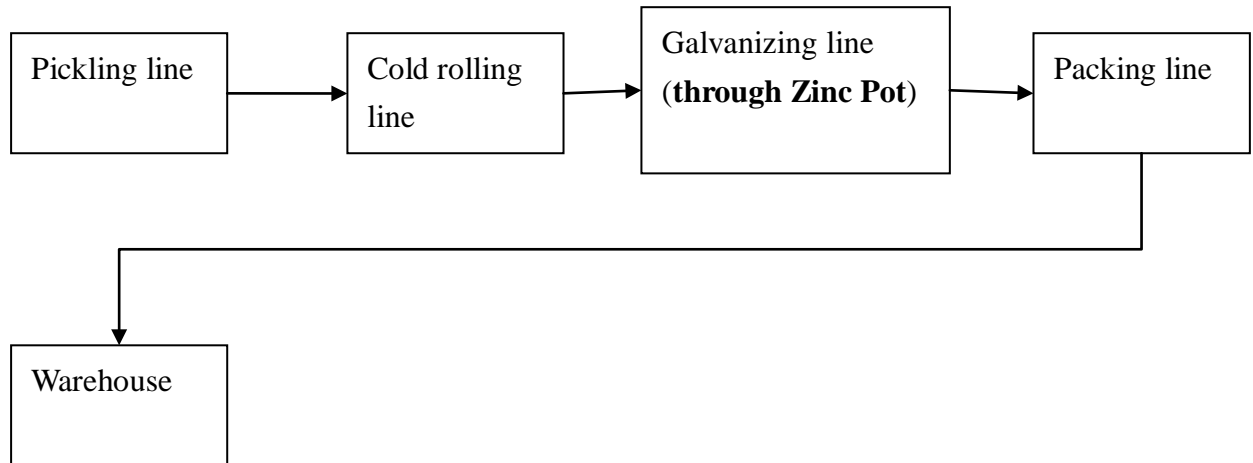 Pickling line
Cold rolling
line
Galvanizing line
(through Zinc Pot)
Packing line
Warehouse